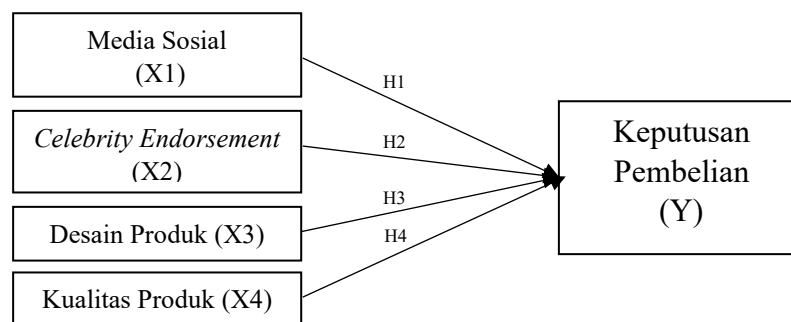 Media Sosial
(X1)
H1
Celebrity Endorsement
(X2)
H2
Desain Produk (X3)
H3
Kualitas Produk (X4)
H4
Keputusan
Pembelian
(Y)